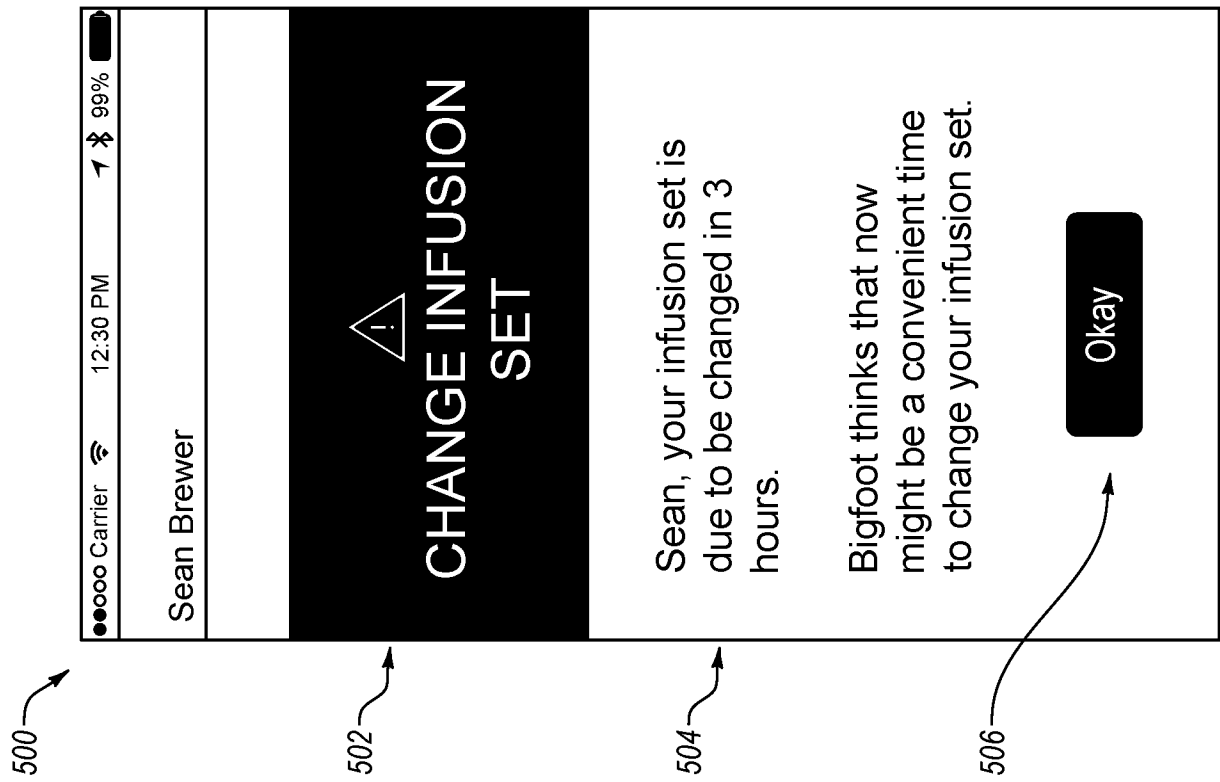 500
●●○○○ Carrier 12:30 PM 99%
Sean Brewer
502
!
CHANGE INFUSION
SET
504
Sean, your infusion set is
due to be changed in 3
hours.
Bigfoot thinks that now
might be a convenient time
to change your infusion set.
506
Okay